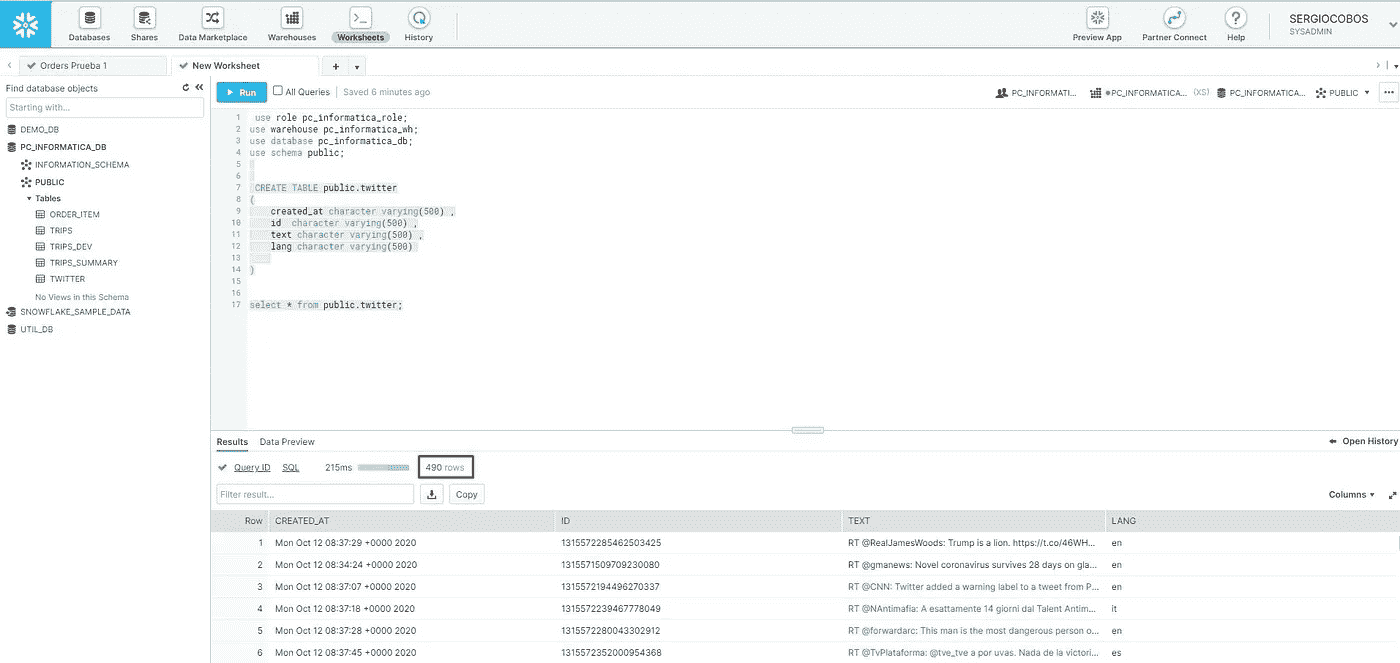 Databases Shares Data Marketplace Warehouses Worksheets History Preview App Partner Connect Help SERGIOCOBOS
SYSADMIN
Orders Prueba 1 New Worksheet
Find database objects
Starting with...
DEMO_DB
PC_INFORMATICA_DB
INFORMATION_SCHEMA
PUBLIC
Tables
ORDER_ITEM
TRIPS
TRIPS_DEV
TRIPS_SUMMARY
TWITTER
No Views in this Schema
SNOWFLAKE_SAMPLE_DATA
UTIL_DB
Run All Queries Saved 6 minutes ago PC_INFORMATI... PC_INFORMATICA... (XS) PC_INFORMATICA... PUBLIC
1 use role pc_informatica_role;
2 use warehouse pc_informatica_wh;
3 use database pc_informatica_db;
4 use schema public;
5
6
7 CREATE TABLE public.twitter
8 (
9 created_at character varying(500) ,
10 id character varying(500) ,
11 text character varying(500) ,
12 lang character varying(500)
13
14 )
15
16
17 select * from public.twitter;
Results Data Preview Open History
Query ID SQL 215ms 490 rows
Filter result... Copy Columns
Row CREATED_AT ID TEXT LANG
1 Mon Oct 12 08:37:29 +0000 2020 1315572285462503425 RT @RealJamesWoods: Trump is a lion. https://t.co/46WH... en
2 Mon Oct 12 08:34:24 +0000 2020 1315571509709230080 RT @gmanews: Novel coronavirus survives 28 days on gla... en
3 Mon Oct 12 08:37:07 +0000 2020 1315572194496270337 RT @CNN: Twitter added a warning label to a tweet from P... en
4 Mon Oct 12 08:37:18 +0000 2020 1315572239467778049 RT @NAntimafia: A esattamente 14 giorni dal Talent Antim... it
5 Mon Oct 12 08:37:28 +0000 2020 1315572280043302912 RT @forwardarc: This man is the most dangerous person o... en
6 Mon Oct 12 08:37:45 +0000 2020 1315572352000954368 RT @TvPlataforma: @tve_tve a por uvas. Nada de la victori... es